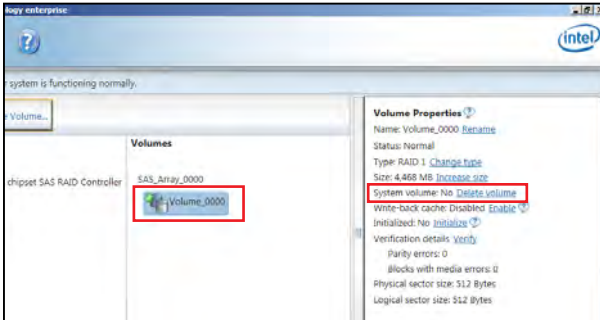 logy enterprise
intel
system is functioning normally.
Volume...
Volumes
chipset SAS RAID Controller
SAS_Array_0000
Volume_0000
Volume Properties
Name: Volume_0000 Rename
Status: Normal
Type: RAID 1 Change type
Size: 4,468 MB Increase size
System volume: No Delete volume
Write-back cache: Disabled Enable
Initialized: No Initialize
Verification details Verify
Parity errors: 0
Blocks with media errors: 0
Physical sector size: 512 Bytes
Logical sector size: 512 Bytes